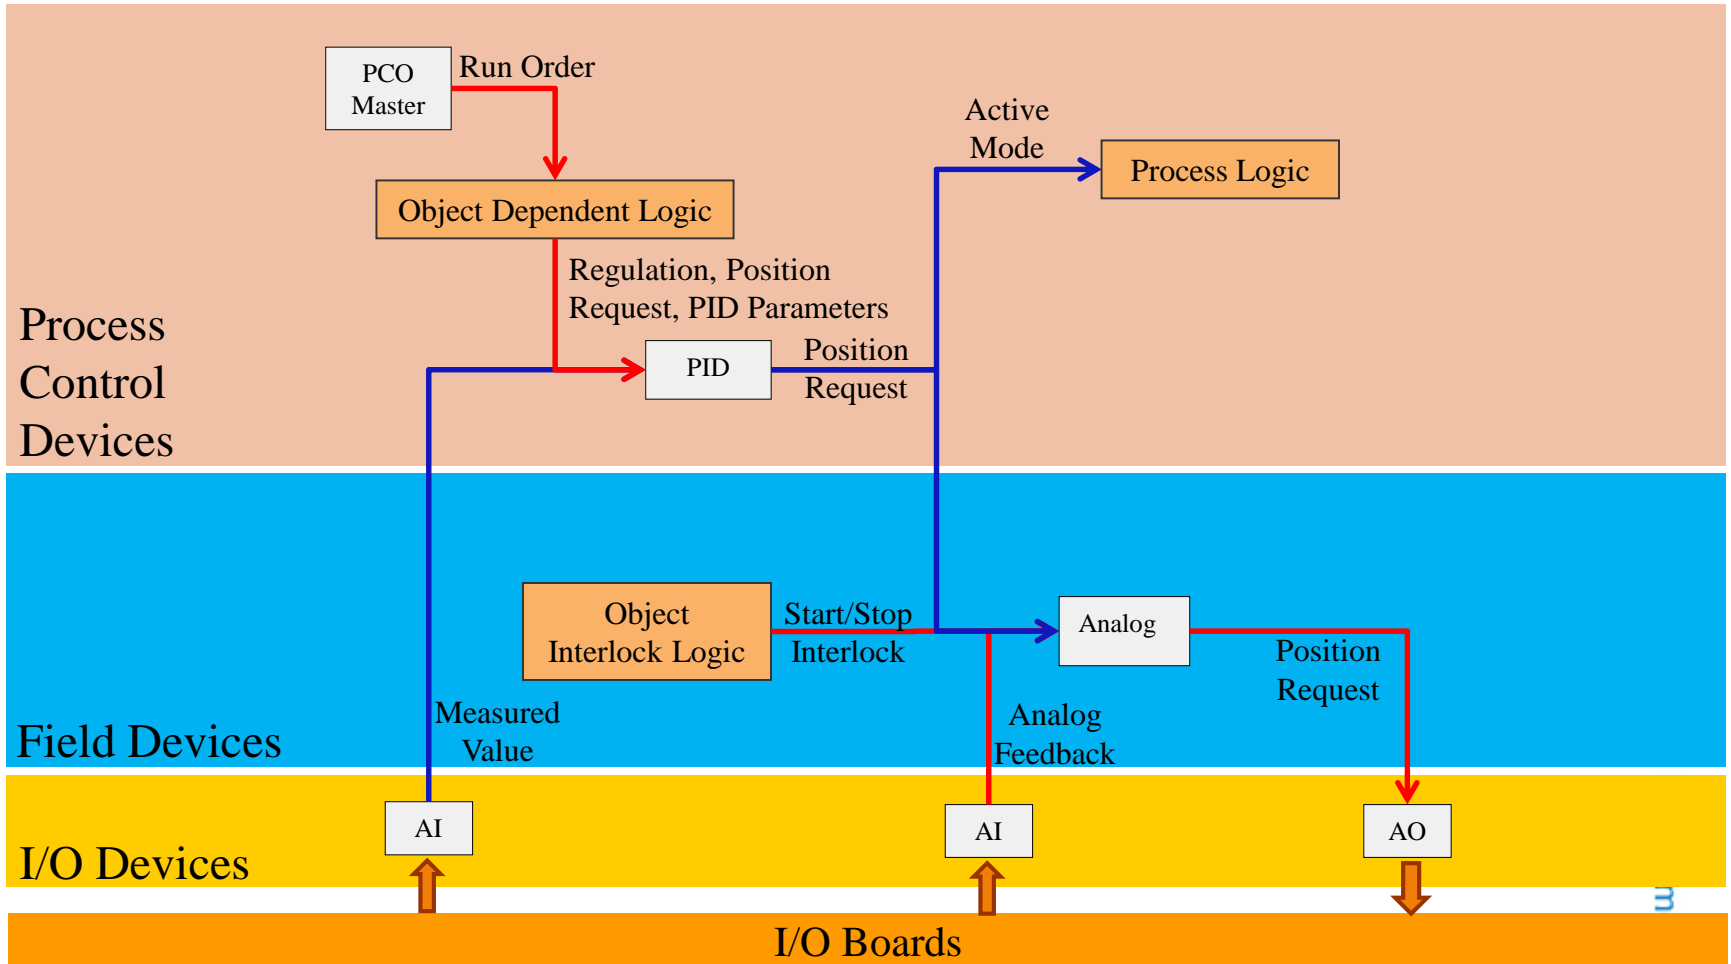 PCO
Master
Run Order
Active
Mode
Process Logic
Object Dependent Logic
Regulation, Position
Request, PID Parameters
Process
Control
Devices
PID
Position
Request
Object
Interlock Logic
Start/Stop
Interlock
Analog
Position
Request
Measured
Value
Analog
Feedback
Field Devices
AI
AI
AO
I/O Devices
I/O Boards